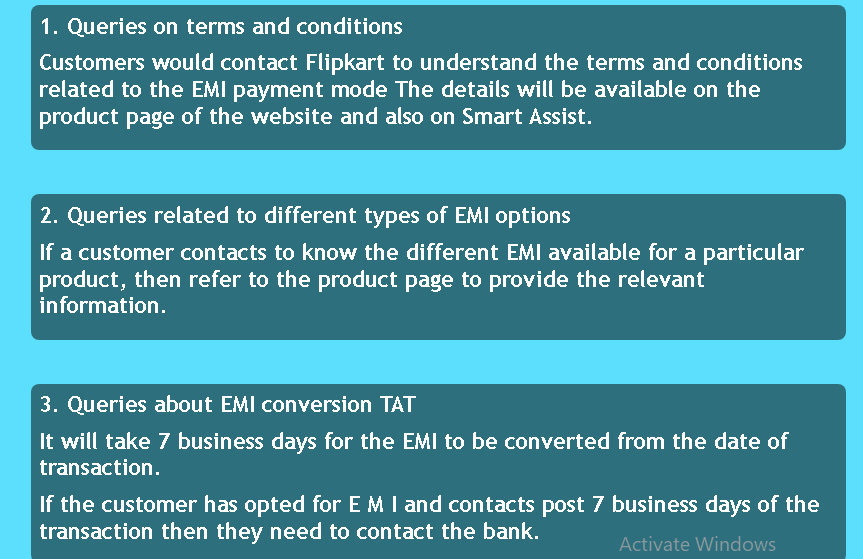 1. Queries on terms and conditions
Customers would contact Flipkart to understand the terms and conditions
related to the EMI payment mode The details will be available on the
product page of the website and also on Smart Assist.
2. Queries related to different types of EMI options
If a customer contacts to know the different EMI available for a particular
product, then refer to the product page to provide the relevant
information.
3. Queries about EMI conversion TAT
It will take 7 business days for the EMI to be converted from the date of
transaction.
If the customer has opted for E M I and contacts post 7 business days of the
transaction then they need to contact the bank.
Activate Windows